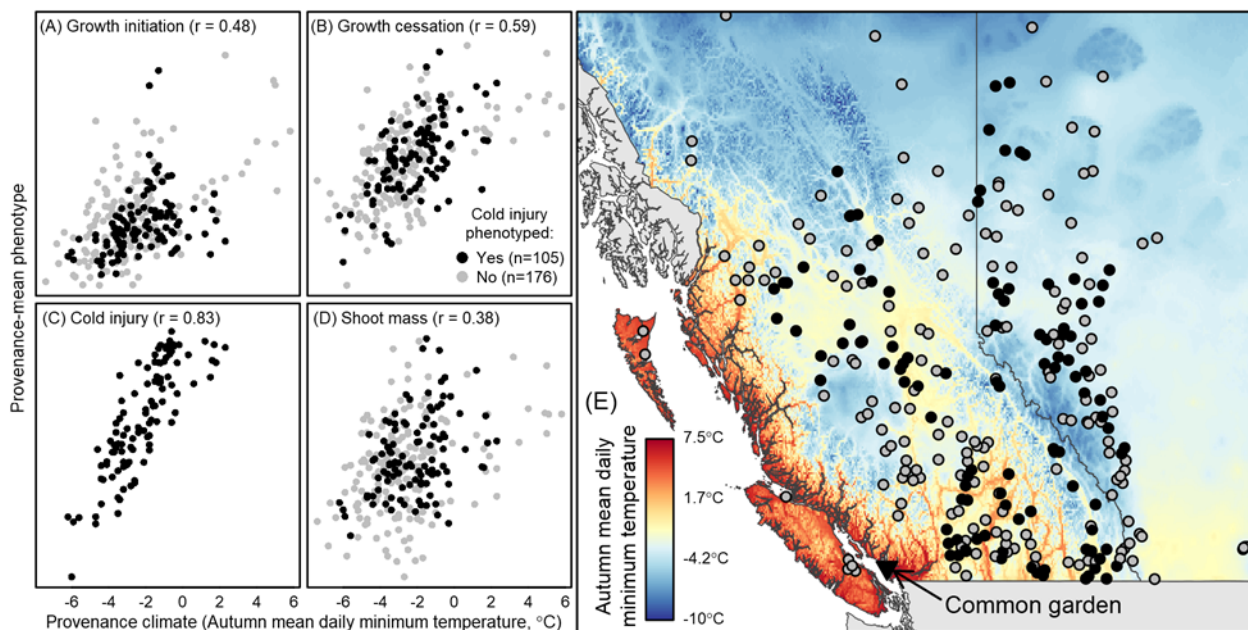 (A) Growth initiation (r = 0.48)
(B) Growth cessation (r = 0.59)
Cold injury
phenotyped:
Yes (n=105)
No (n=176)
(C) Cold injury (r = 0.83)
(D) Shoot mass (r = 0.38)
Provenance-mean phenotype
-6 -4 -2 0 2 4 6
-6 -4 -2 0 2 4 6
Provenance climate (Autumn mean daily minimum temperature, °C)
(E)
Autumn mean daily
minimum temperature
7.5°C
1.7°C
-4.2°C
-10°C
Common garden